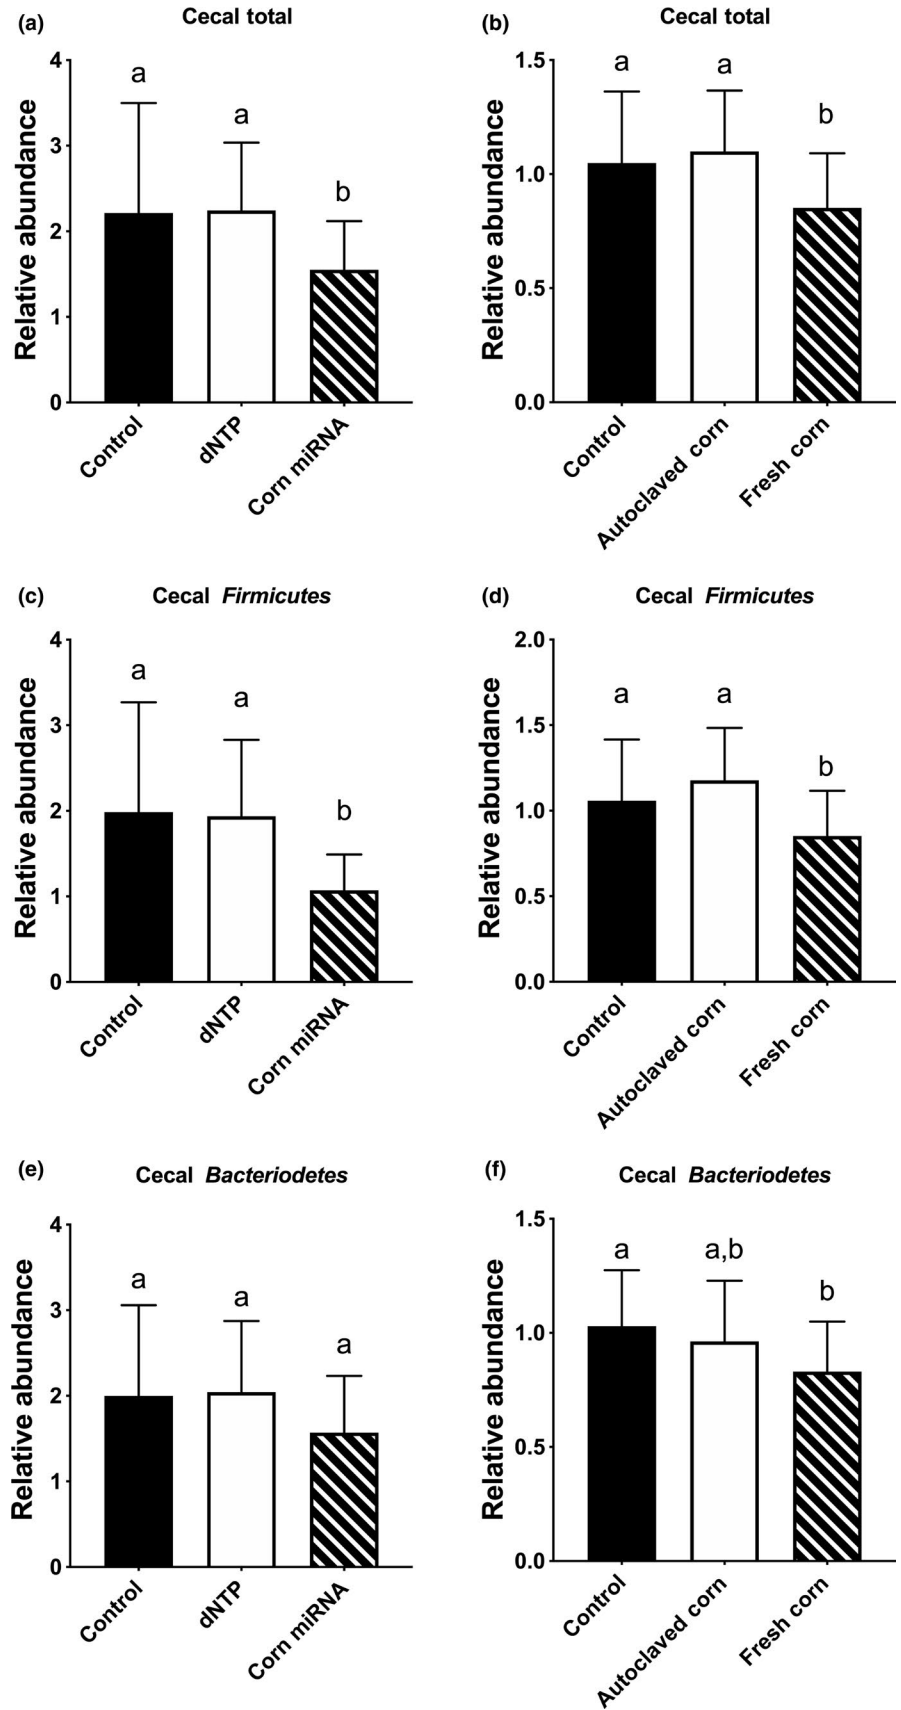 (a) Cecal total
Relative abundance
4
3
2
1
0
a
a
b
Control
dNTP
Corn miRNA
(b) Cecal total
Relative abundance
1.5
1.0
0.5
0.0
a
a
b
Control
Autoclaved corn
Fresh corn
(c) Cecal Firmicutes
Relative abundance
4
3
2
1
0
a
a
b
Control
dNTP
Corn miRNA
(d) Cecal Firmicutes
Relative abundance
2.0
1.5
1.0
0.5
0.0
a
a
b
Control
Autoclaved corn
Fresh corn
(e) Cecal Bacteriodetes
Relative abundance
4
3
2
1
0
a
a
a
Control
dNTP
Corn miRNA
(f) Cecal Bacteriodetes
Relative abundance
1.5
1.0
0.5
0.0
a
a,b
b
Control
Autoclaved corn
Fresh corn